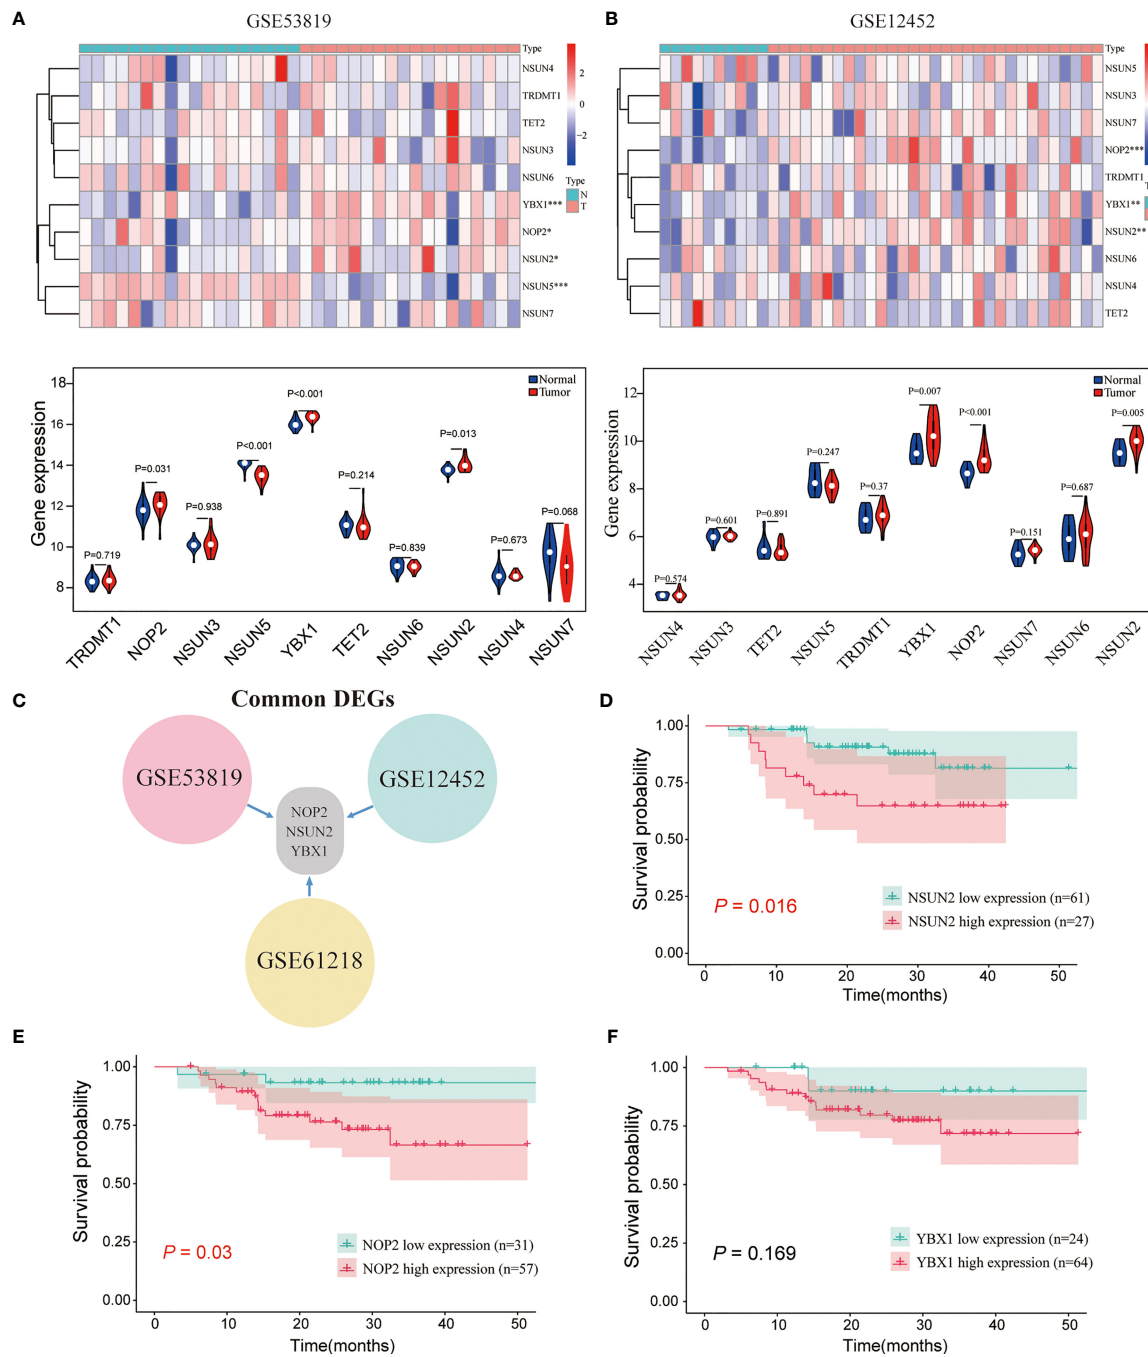 A
GSE53819
Type
NSUN4
TRDMT1
TET2
NSUN3
NSUN6
YBX1***
NOP2*
NSUN2*
NSUN5***
NSUN7
2
0
−2
Type
N
T
Gene expression
18
16
14
12
10
8
Normal
Tumor
P=0.719
P=0.031
P=0.938
P<0.001
P<0.001
P=0.214
P=0.839
P=0.013
P=0.673
P=0.068
TRDMT1
NOP2
NSUN3
NSUN5
YBX1
TET2
NSUN6
NSUN2
NSUN4
NSUN7
B
GSE12452
Type
NSUN5
NSUN3
NSUN7
NOP2***
TRDMT1
YBX1**
NSUN2**
NSUN6
NSUN4
TET2
T
Gene expression
12
10
8
6
4
Normal
Tumor
P=0.574
P=0.601
P=0.891
P=0.247
P=0.37
P=0.007
P<0.001
P=0.151
P=0.687
P=0.005
NSUN4
NSUN3
TET2
NSUN5
TRDMT1
YBX1
NOP2
NSUN7
NSUN6
NSUN2
C
Common DEGs
GSE53819
GSE12452
NOP2
NSUN2
YBX1
GSE61218
D
Survival probability
1.00
0.75
0.50
0.25
0.00
P = 0.016
NSUN2 low expression (n=61)
NSUN2 high expression (n=27)
0 10 20 30 40 50
Time(months)
E
Survival probability
1.00
0.75
0.50
0.25
0.00
P = 0.03
NOP2 low expression (n=31)
NOP2 high expression (n=57)
0 10 20 30 40 50
Time(months)
F
Survival probability
1.00
0.75
0.50
0.25
0.00
P = 0.169
YBX1 low expression (n=24)
YBX1 high expression (n=64)
0 10 20 30 40 50
Time(months)